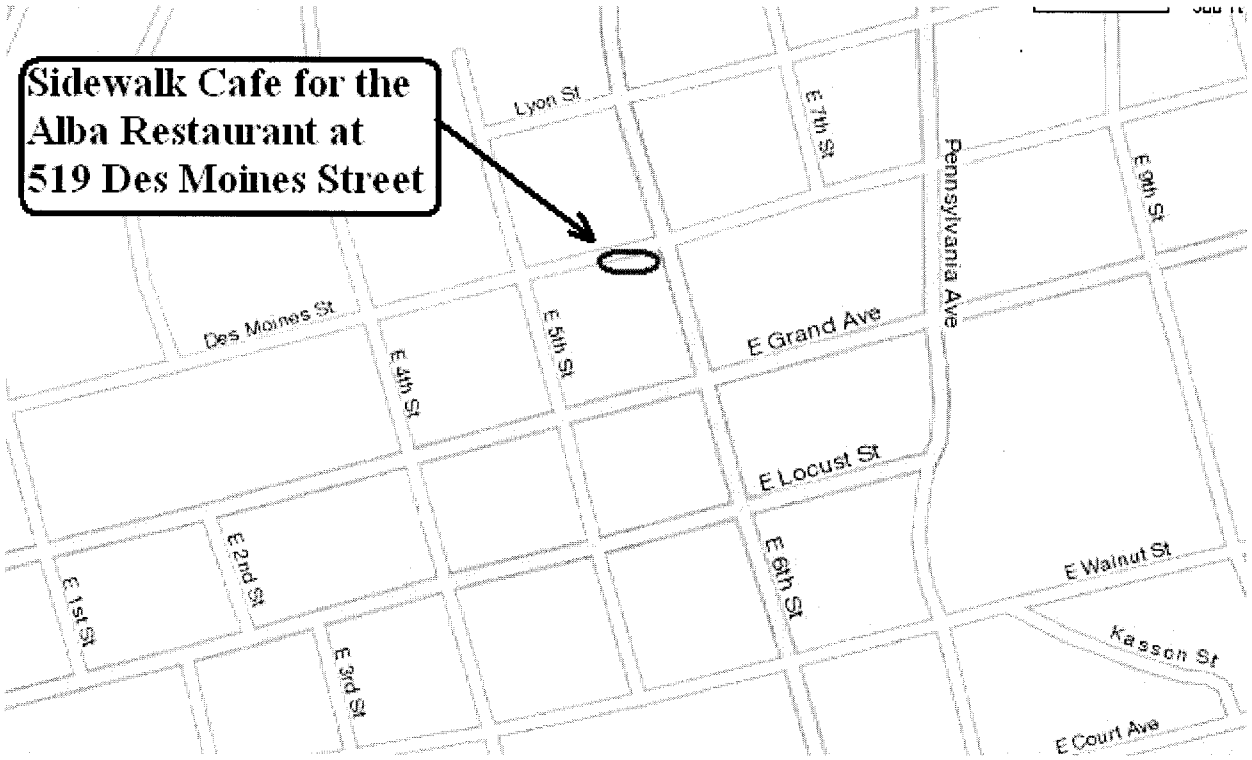 Sidewalk Cafe for the
Alba Restaurant at
519 Des Moines Street
Lyon St
E 7th St
Pennsylvania Ave
E 9th St
Des Moines St
E 5th St
E 4th St
E Grand Ave
E Locust St
E 2nd St
E 1st St
E 3rd St
E 6th St
E Walnut St
Kasson St
E Court Ave